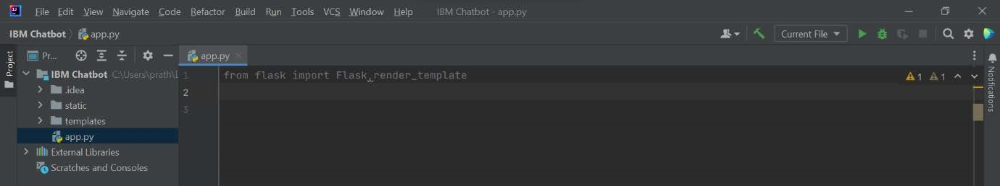 IJ File Edit View Navigate Code Refactor Build Run Tools VCS Window Help IBM Chatbot - app.py
IBM Chatbot app.py Current File
Project
Pr... app.py
IBM Chatbot C:\Users\prath\
.idea
static
templates
app.py
External Libraries
Scratches and Consoles
1 from flask import Flask,render_template
2
3
1 1
Notifications